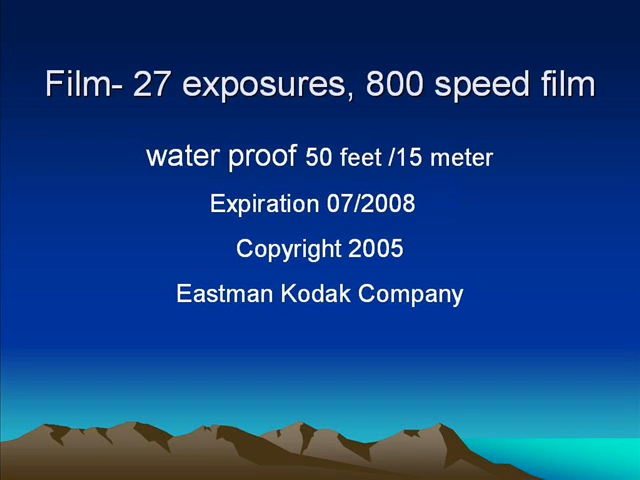 Film- 27 exposures, 800 speed film
water proof 50 feet /15 meter
Expiration 07/2008
Copyright 2005
Eastman Kodak Company